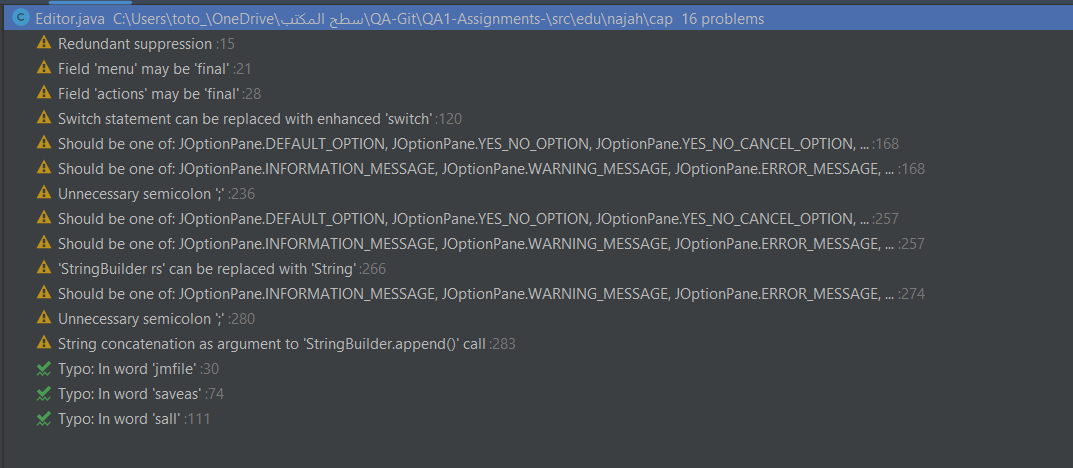 C Editor.java C:\Users\toto_\OneDrive\سطح المكتب\QA-Git\QA1-Assignments-\src\edu\najah\cap 16 problems
Redundant suppression :15
Field 'menu' may be 'final' :21
Field 'actions' may be 'final' :28
Switch statement can be replaced with enhanced 'switch' :120
Should be one of: JOptionPane.DEFAULT_OPTION, JOptionPane.YES_NO_OPTION, JOptionPane.YES_NO_CANCEL_OPTION, ... :168
Should be one of: JOptionPane.INFORMATION_MESSAGE, JOptionPane.WARNING_MESSAGE, JOptionPane.ERROR_MESSAGE, ... :168
Unnecessary semicolon ';' :236
Should be one of: JOptionPane.DEFAULT_OPTION, JOptionPane.YES_NO_OPTION, JOptionPane.YES_NO_CANCEL_OPTION, ... :257
Should be one of: JOptionPane.INFORMATION_MESSAGE, JOptionPane.WARNING_MESSAGE, JOptionPane.ERROR_MESSAGE, ... :257
'StringBuilder rs' can be replaced with 'String' :266
Should be one of: JOptionPane.INFORMATION_MESSAGE, JOptionPane.WARNING_MESSAGE, JOptionPane.ERROR_MESSAGE, ... :274
Unnecessary semicolon ';' :280
String concatenation as argument to 'StringBuilder.append()' call :283
Typo: In word 'jmfile' :30
Typo: In word 'saveas' :74
Typo: In word 'sall' :111